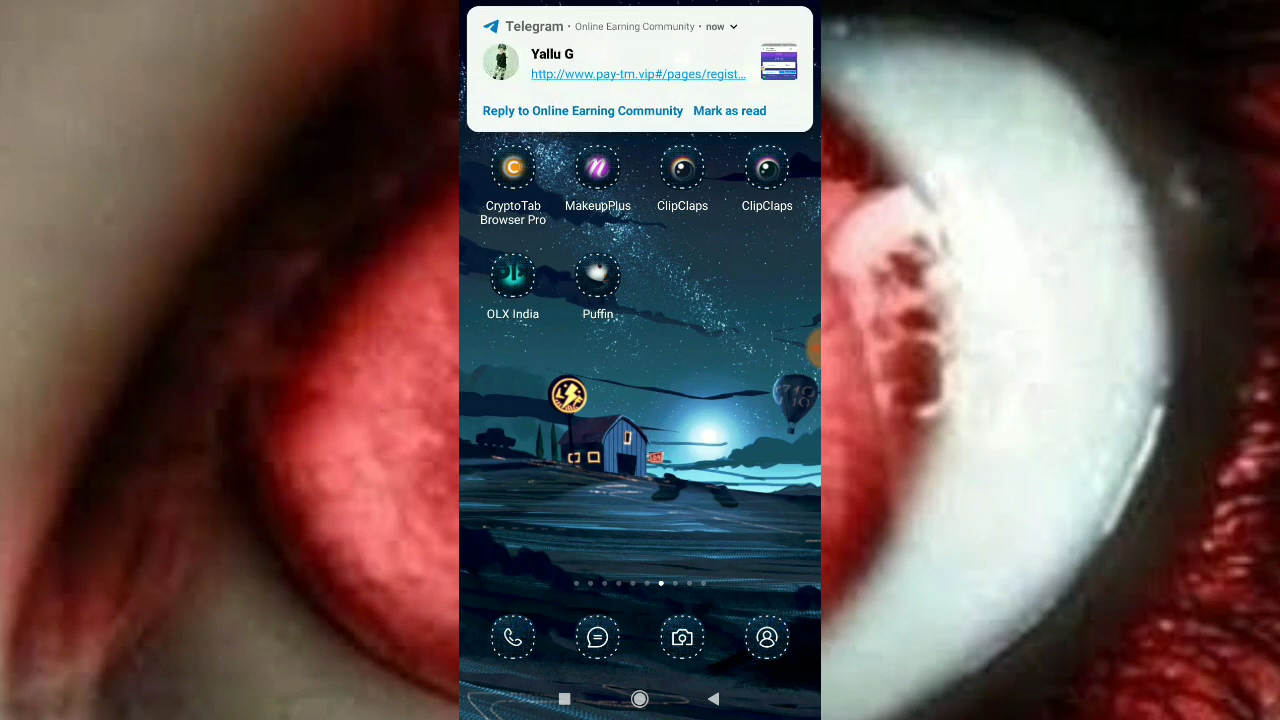 Telegram • Online Earning Community • now
Yallu G
http://www.pay-tm.vip#/pages/regist...
Reply to Online Earning Community Mark as read
CryptoTab Browser Pro
MakeupPlus
ClipClaps
ClipClaps
OLX India
Puffin